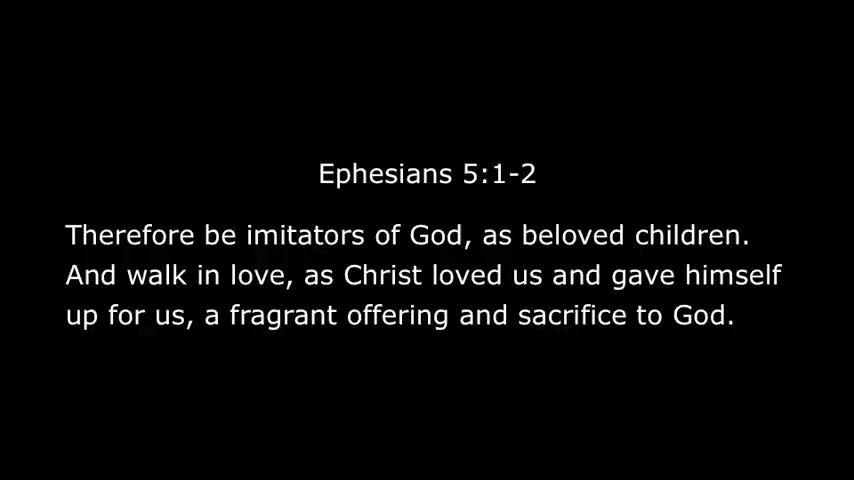 Ephesians 5:1-2
Therefore be imitators of God, as beloved children.
And walk in love, as Christ loved us and gave himself
up for us, a fragrant offering and sacrifice to God.